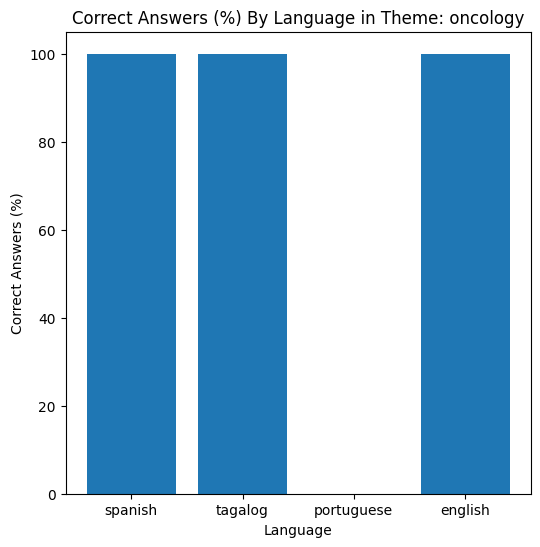 Correct Answers (%) By Language in Theme: oncology
100
80
60
40
20
0
Correct Answers (%)
spanish
tagalog
portuguese
english
Language